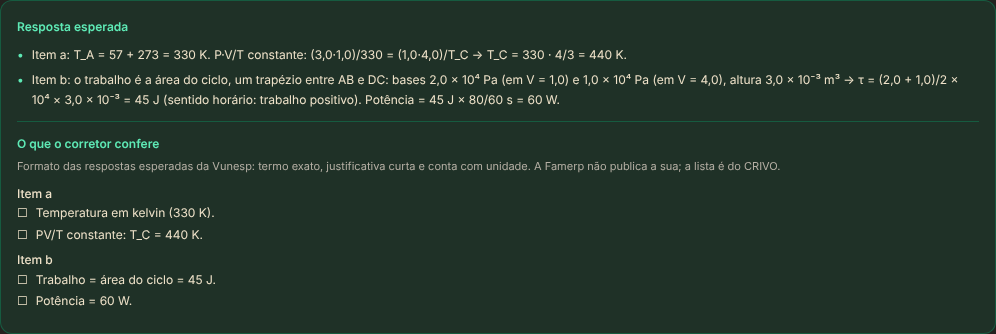 Resposta esperada
• Item a: T_A = 57 + 273 = 330 K. P·V/T constante: (3,0·1,0)/330 = (1,0·4,0)/T_C → T_C = 330 · 4/3 = 440 K.
• Item b: o trabalho é a área do ciclo, um trapézio entre AB e DC: bases 2,0 × 10⁴ Pa (em V = 1,0) e 1,0 × 10⁴ Pa (em V = 4,0), altura 3,0 × 10⁻³ m³ → τ = (2,0 + 1,0)/2 ×
10⁴ × 3,0 × 10⁻³ = 45 J (sentido horário: trabalho positivo). Potência = 45 J × 80/60 s = 60 W.
O que o corretor confere
Formato das respostas esperadas da Vunesp: termo exato, justificativa curta e conta com unidade. A Famerp não publica a sua; a lista é do CRIVO.
Item a
☐ Temperatura em kelvin (330 K).
☐ PV/T constante: T_C = 440 K.
Item b
☐ Trabalho = área do ciclo = 45 J.
☐ Potência = 60 W.